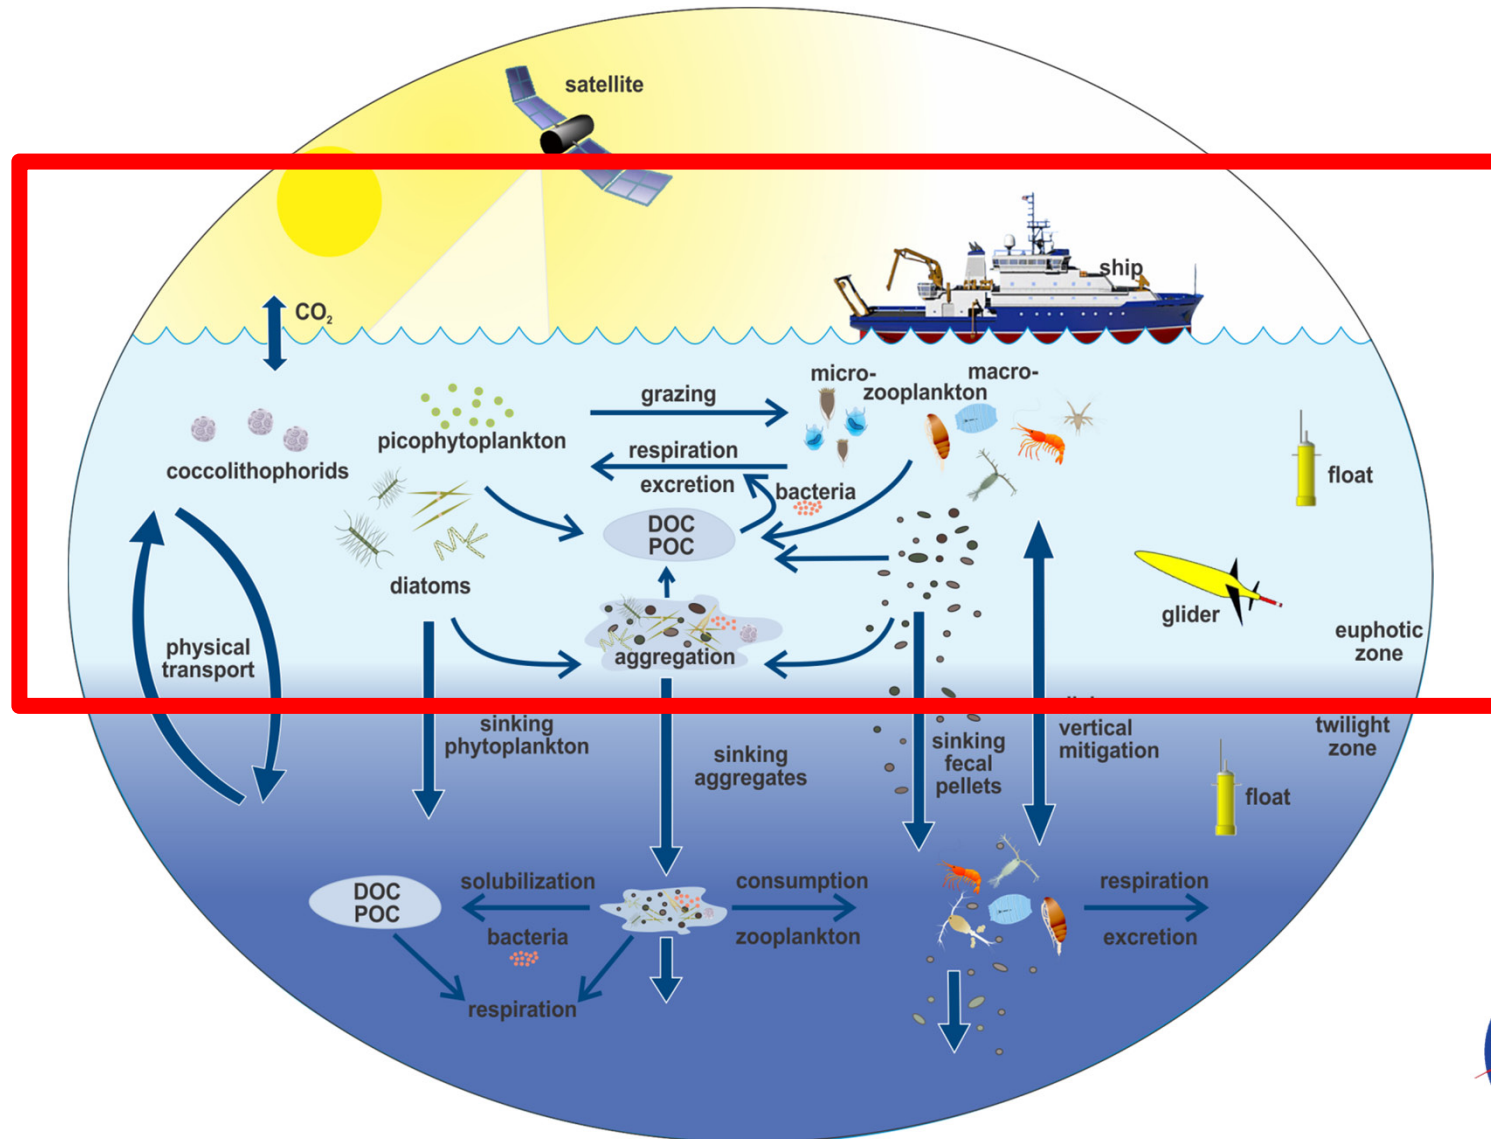 satellite
ship
CO₂
micro-
macro-
zooplankton
grazing
picophytoplankton
respiration
coccolithophorids
excretion
bacteria
float
DOC
POC
diatoms
glider
euphotic
zone
physical
transport
aggregation
sinking
phytoplankton
vertical
mitigation
twilight
zone
sinking
aggregates
sinking
fecal
pellets
float
DOC
POC
solubilization
consumption
respiration
bacteria
zooplankton
excretion
respiration